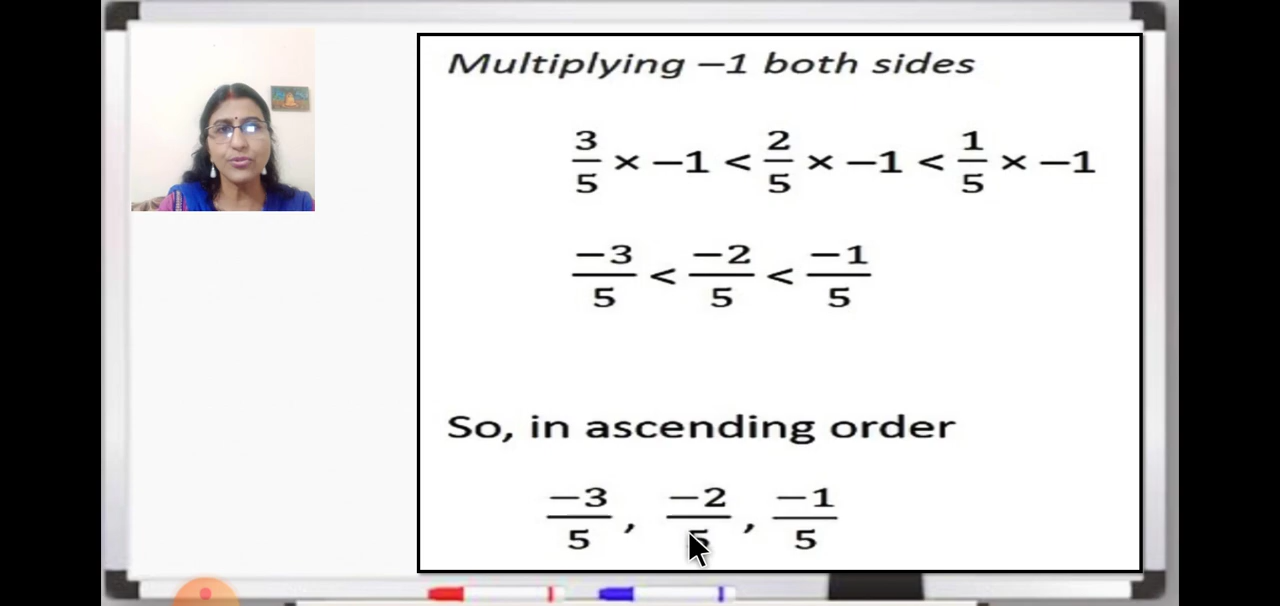 Multiplying −1 both sides
3/5 × −1 < 2/5 × −1 < 1/5 × −1
−3/5 < −2/5 < −1/5
So, in ascending order
−3/5 , −2/5 , −1/5